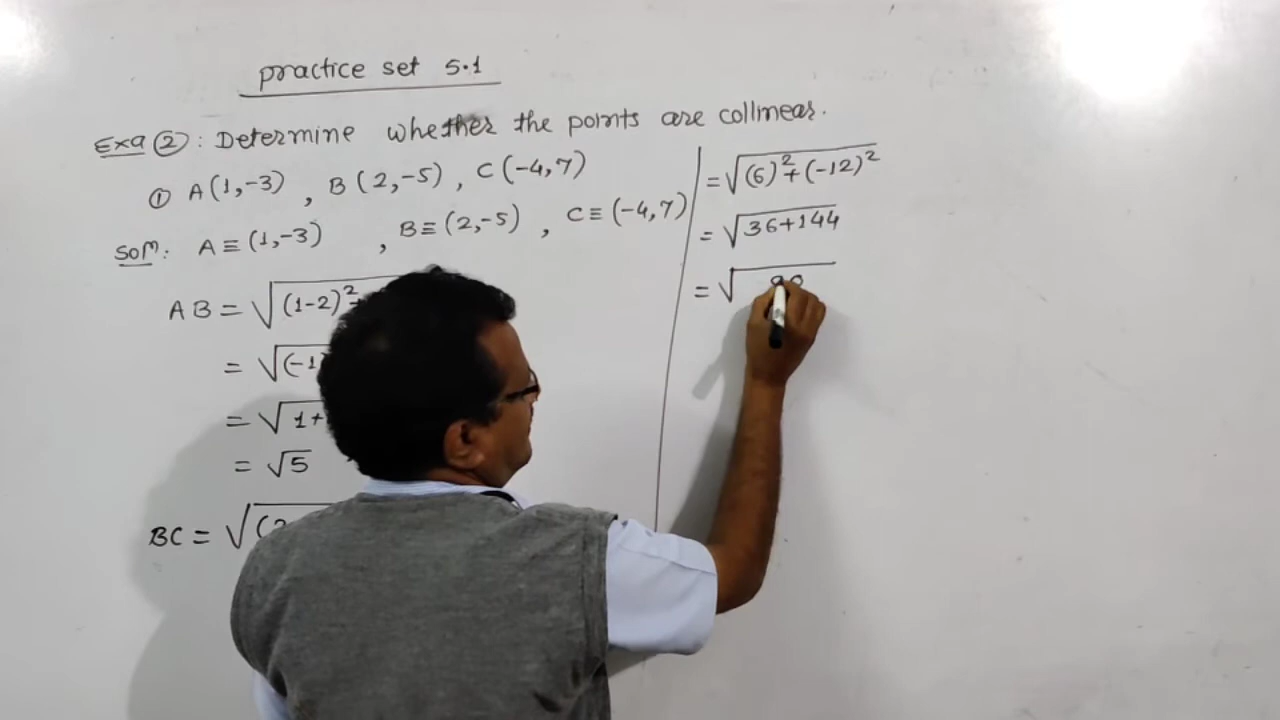 practice set 5.1
Exa ②: Determine whether the points are collinear.
① A(1,-3) , B(2,-5) , C(-4,7)
Solⁿ: A≡(1,-3) , B≡(2,-5) , C≡(-4,7)
AB = √(1-2)²
= √(-1)
= √1+
= √5
BC = √(2
= √(6)²+(-12)²
= √36+144
= √